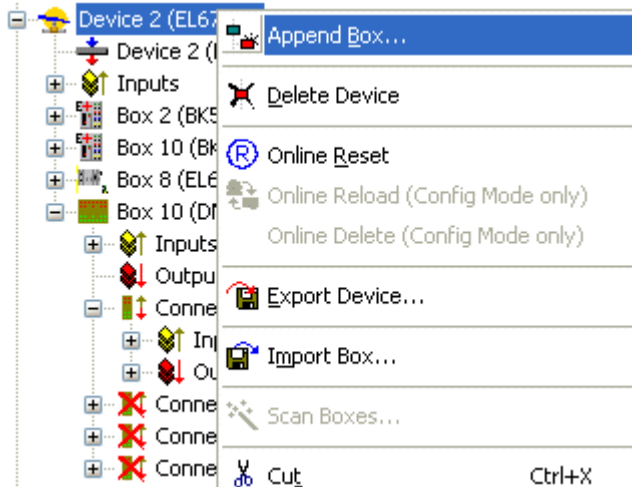 Device 2 (EL67
Device 2 (
Inputs
Box 2 (BK5
Box 10 (BK
Box 8 (EL6
Box 10 (
Inputs
Outpu
Conne
In
Ou
Conne
Conne
Conne
Append Box...
Delete Device
Online Reset
Online Reload (Config Mode only)
Online Delete (Config Mode only)
Export Device...
Import Box...
Scan Boxes...
Cut Ctrl+X